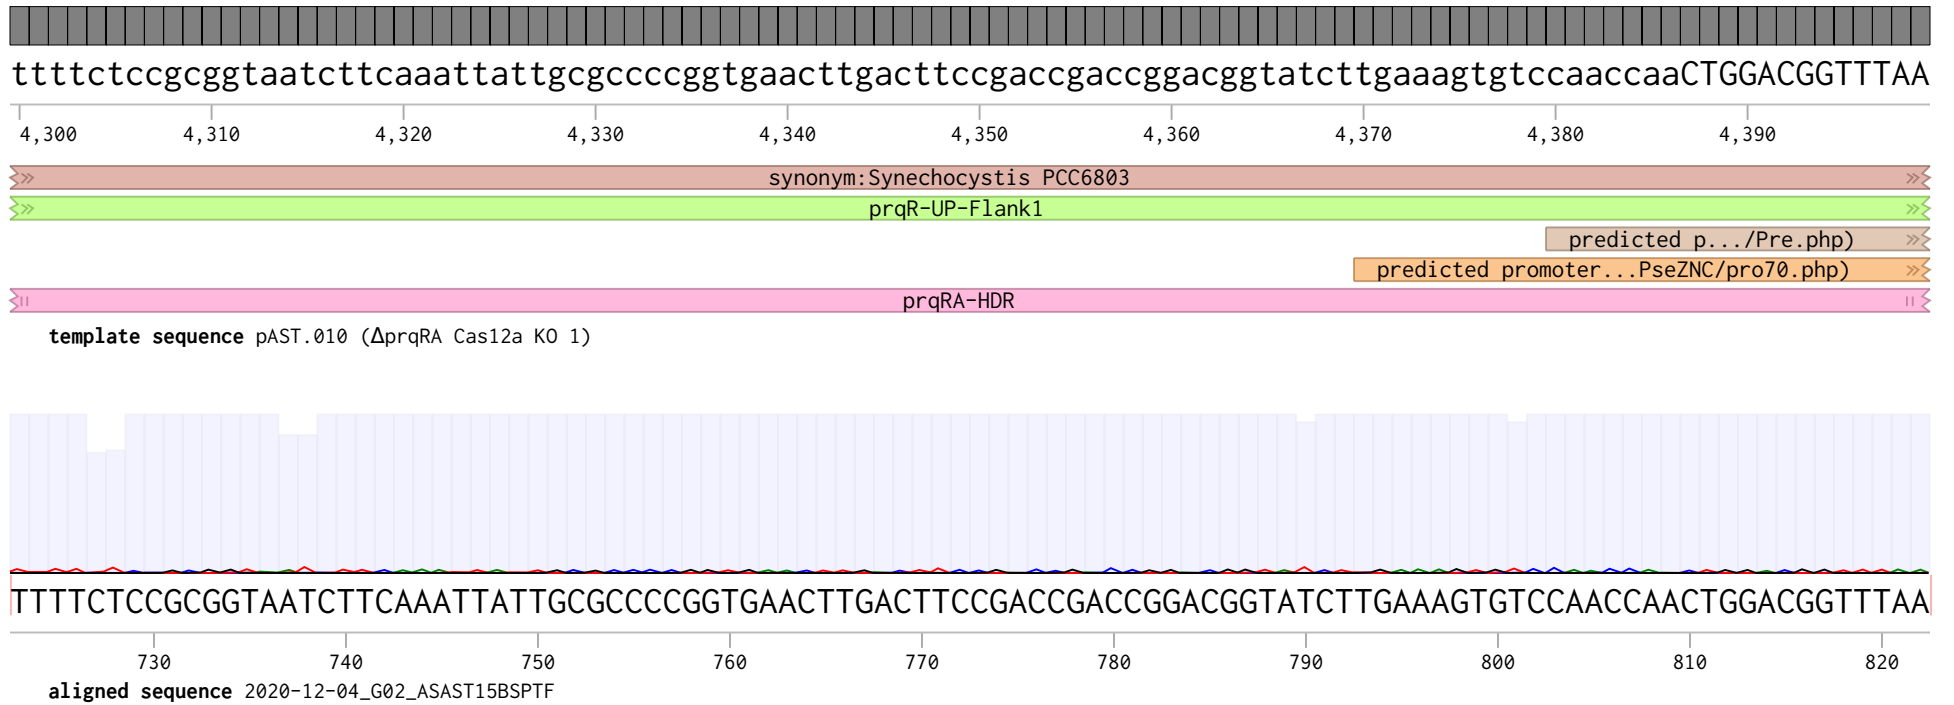 ttttctccgcggtaatcttcaaattattgcgccccggtgaacttgacttccgaccgaccggacggtatcttgaaagtgtccaaccaaCTGGACGGTTTAA
4,300 4,310 4,320 4,330 4,340 4,350 4,360 4,370 4,380 4,390
synonym:Synechocystis PCC6803
prqR-UP-Flank1
predicted p.../Pre.php)
predicted promoter...PseZNC/pro70.php)
prqRA-HDR
template sequence pAST.010 (ΔprqRA Cas12a KO 1)
TTTTCTCCGCGGTAATCTTCAAATTATTGCGCCCCGGTGAACTTGACTTCCGACCGACCGGACGGTATCTTGAAAGTGTCCAACCAACTGGACGGTTTAA
730 740 750 760 770 780 790 800 810 820
aligned sequence 2020-12-04_G02_ASAST15BSPTF